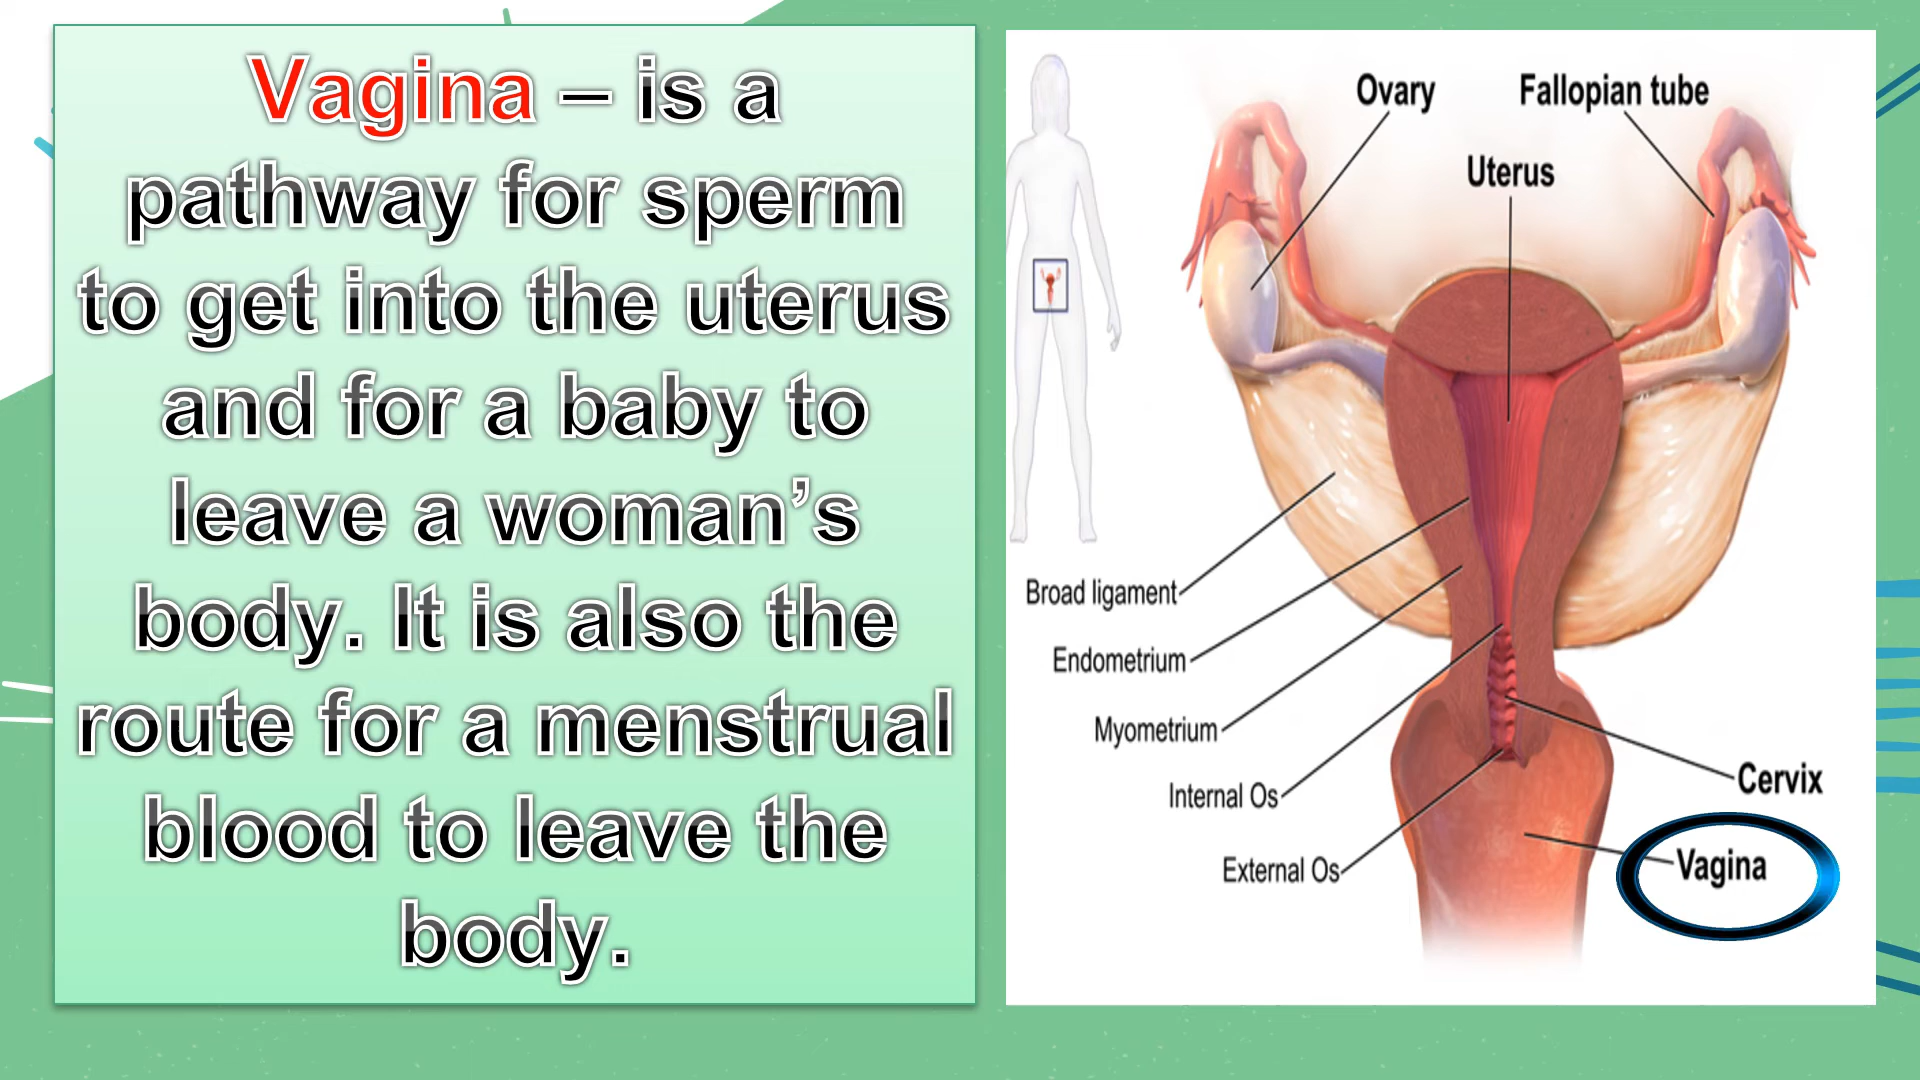 Vagina – is a
pathway for sperm
to get into the uterus
and for a baby to
leave a woman’s
body. It is also the
route for a menstrual
blood to leave the
body.
Ovary
Fallopian tube
Uterus
Broad ligament
Endometrium
Myometrium
Internal Os
Cervix
External Os
Vagina